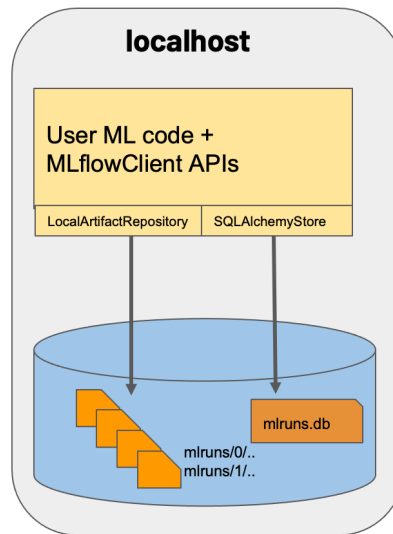 localhost
User ML code +
MLflowClient APIs
LocalArtifactRepository
SQLAlchemyStore
mlruns.db
mlruns/0/..
mlruns/1/..